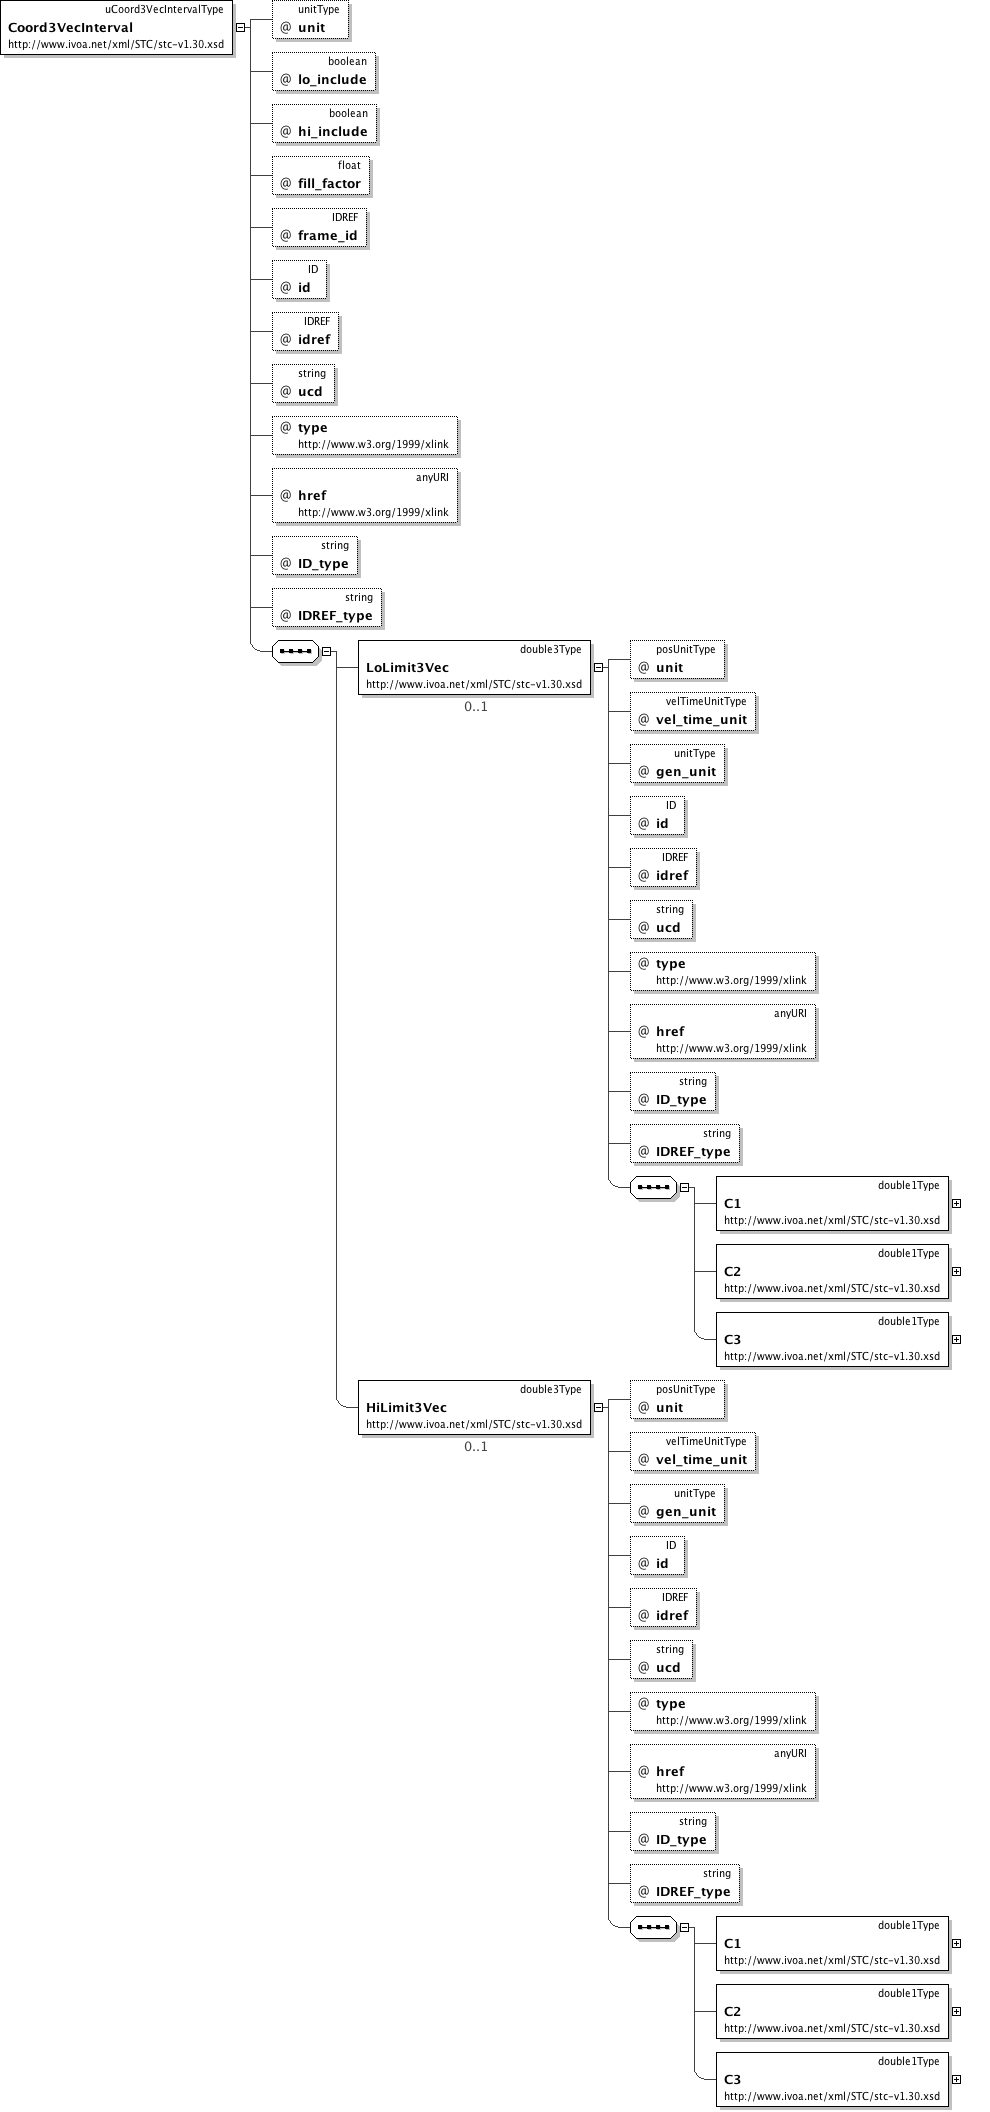 uCoord3VecIntervalType
Coord3VecInterval
http://www.ivoa.net/xml/STC/stc-v1.30.xsd
unitType
@ unit
boolean
@ lo_include
boolean
@ hi_include
float
@ fill_factor
IDREF
@ frame_id
ID
@ id
IDREF
@ idref
string
@ ucd
@ type
http://www.w3.org/1999/xlink
anyURI
@ href
http://www.w3.org/1999/xlink
string
@ ID_type
string
@ IDREF_type
double3Type
LoLimit3Vec
http://www.ivoa.net/xml/STC/stc-v1.30.xsd
0..1
posUnitType
@ unit
velTimeUnitType
@ vel_time_unit
unitType
@ gen_unit
ID
@ id
IDREF
@ idref
string
@ ucd
@ type
http://www.w3.org/1999/xlink
anyURI
@ href
http://www.w3.org/1999/xlink
string
@ ID_type
string
@ IDREF_type
double1Type
C1
http://www.ivoa.net/xml/STC/stc-v1.30.xsd
double1Type
C2
http://www.ivoa.net/xml/STC/stc-v1.30.xsd
double1Type
C3
http://www.ivoa.net/xml/STC/stc-v1.30.xsd
double3Type
HiLimit3Vec
http://www.ivoa.net/xml/STC/stc-v1.30.xsd
0..1
posUnitType
@ unit
velTimeUnitType
@ vel_time_unit
unitType
@ gen_unit
ID
@ id
IDREF
@ idref
string
@ ucd
@ type
http://www.w3.org/1999/xlink
anyURI
@ href
http://www.w3.org/1999/xlink
string
@ ID_type
string
@ IDREF_type
double1Type
C1
http://www.ivoa.net/xml/STC/stc-v1.30.xsd
double1Type
C2
http://www.ivoa.net/xml/STC/stc-v1.30.xsd
double1Type
C3
http://www.ivoa.net/xml/STC/stc-v1.30.xsd